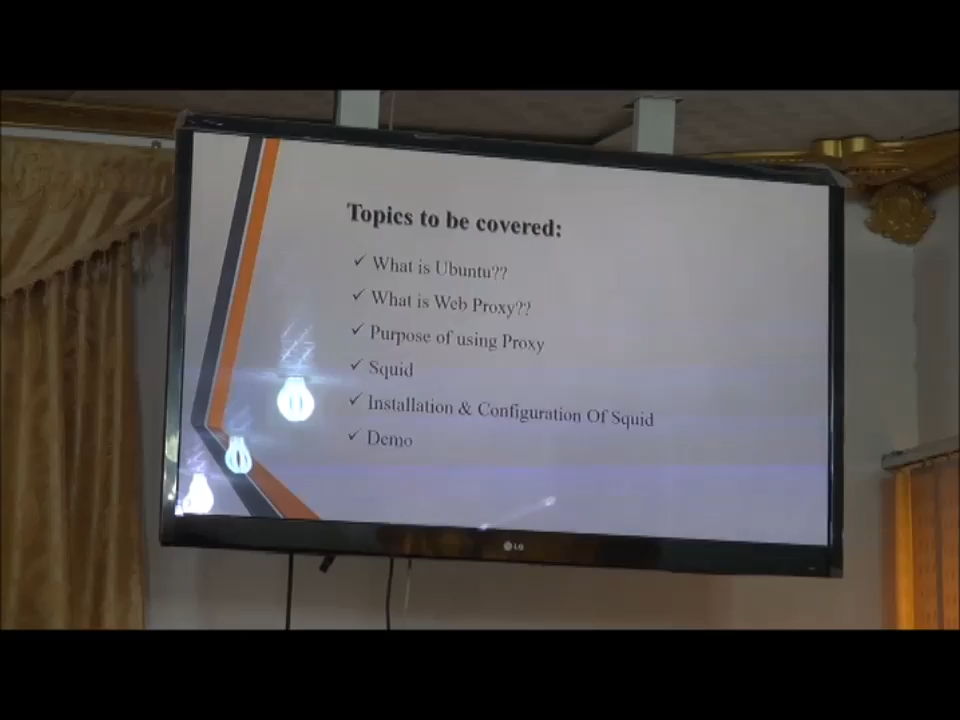 Topics to be covered:
✓ What is Ubuntu??
✓ What is Web Proxy??
✓ Purpose of using Proxy
✓ Squid
✓ Installation & Configuration Of Squid
✓ Demo
LG